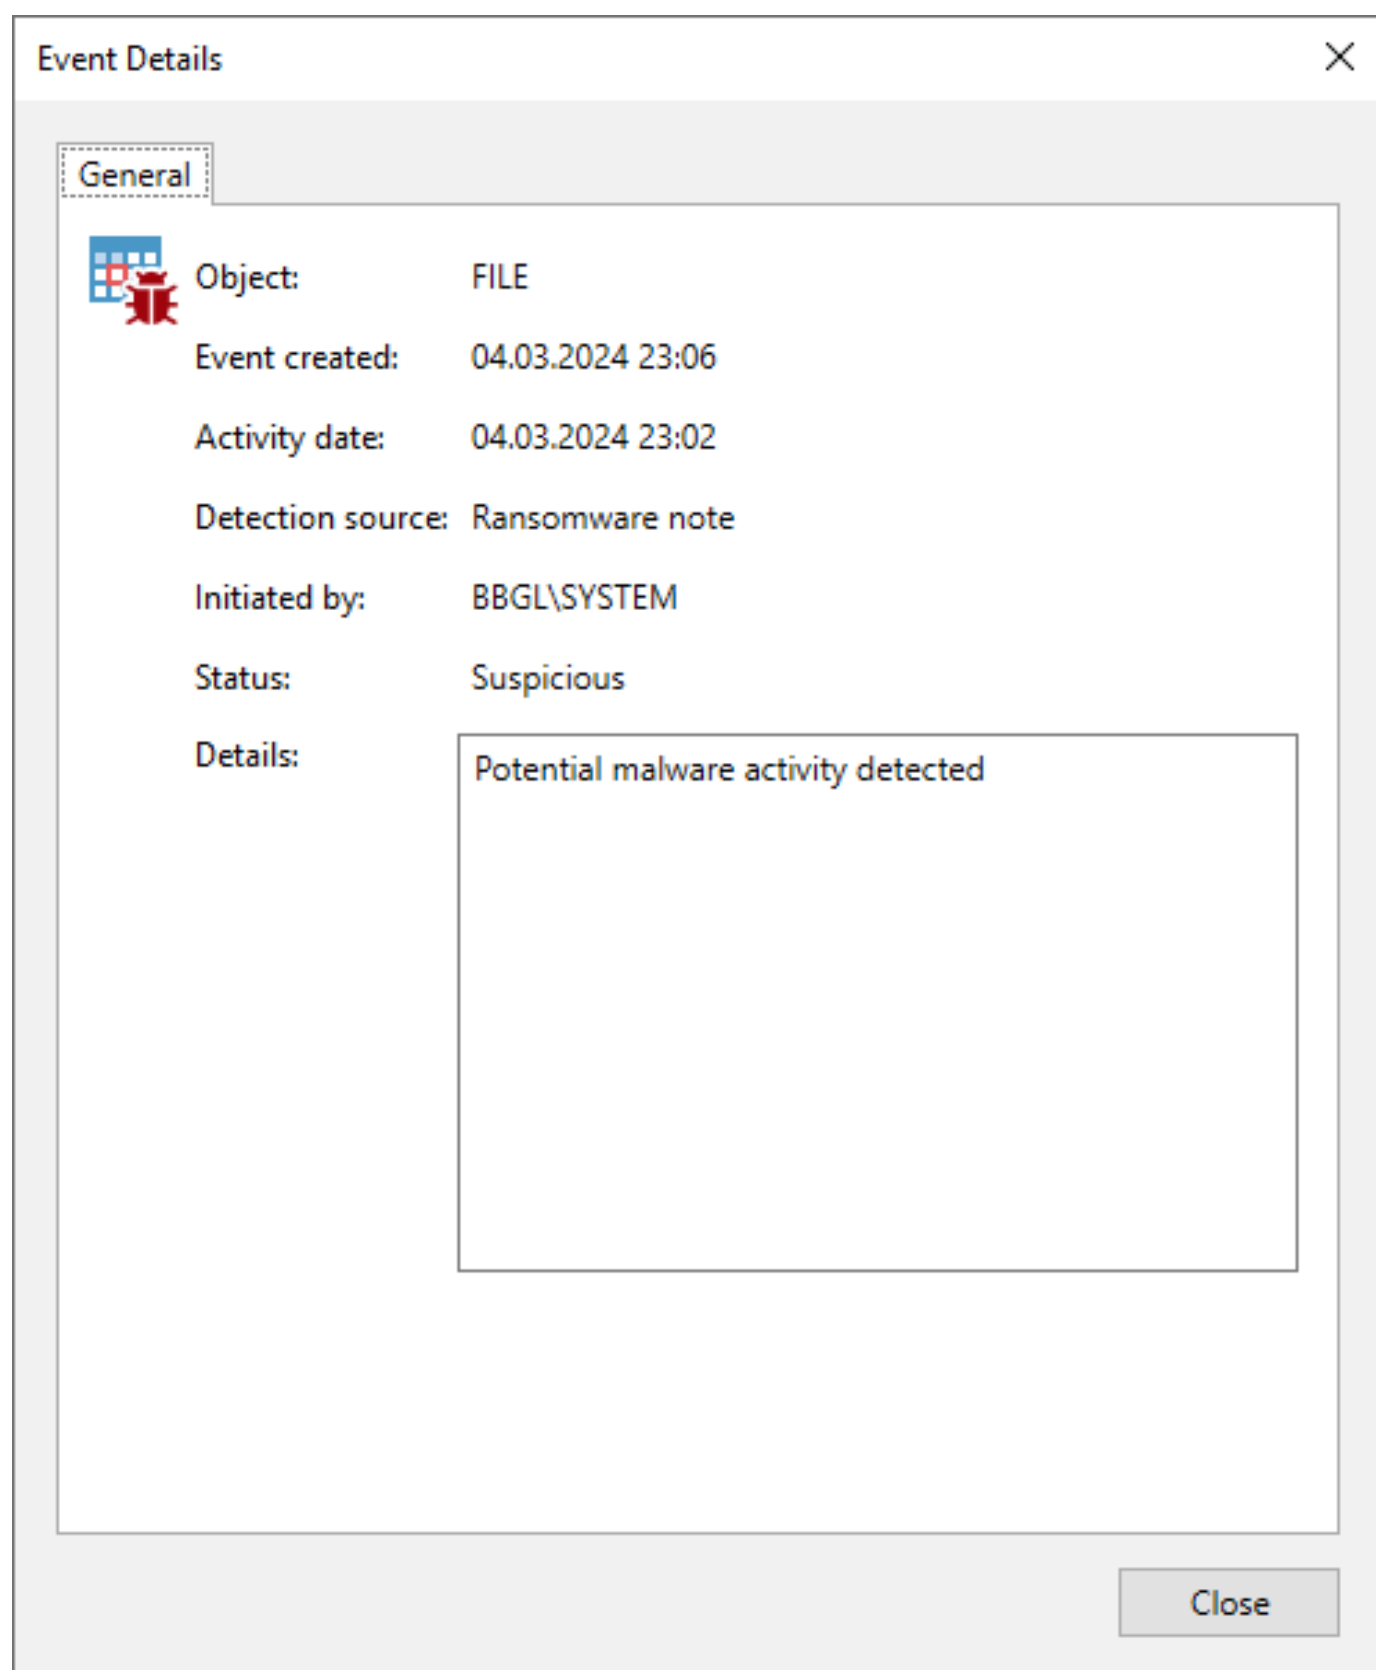 Event Details
General
Object: FILE
Event created: 04.03.2024 23:06
Activity date: 04.03.2024 23:02
Detection source: Ransomware note
Initiated by: BBGL\SYSTEM
Status: Suspicious
Details: Potential malware activity detected
Close